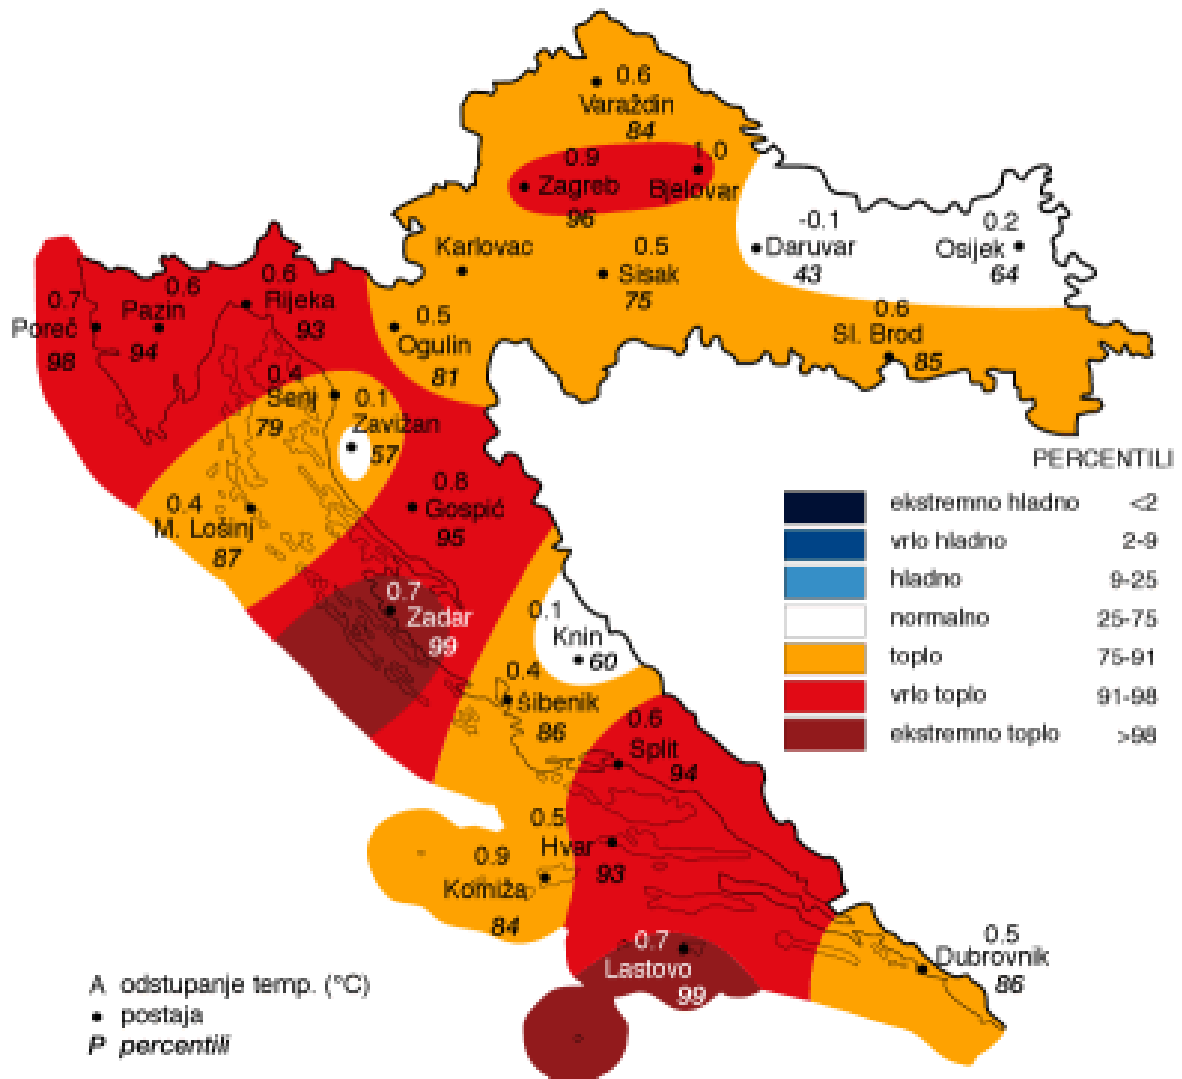 0.6
Varaždin
84
0.9
Zagreb
96
1.0
Bjelovar
-0.1
Daruvar
43
0.2
Osijek
64
Karlovac
0.5
Sisak
75
0.6
Sl. Brod
85
0.7
Poreč
98
0.6
Pazin
94
0.6
Rijeka
93
0.5
Ogulin
81
0.4
Senj
79
0.1
Zavižan
57
0.4
M. Lošinj
87
0.8
Gospić
95
0.7
Zadar
99
0.1
Knin
60
0.4
Šibenik
86
0.6
Split
94
0.5
Hvar
93
0.9
Komiža
84
0.7
Lastovo
99
0.5
Dubrovnik
86
PERCENTILI
ekstremno hladno <2
vrlo hladno 2-9
hladno 9-25
normalno 25-75
toplo 75-91
vrlo toplo 91-98
ekstremno toplo >98
A odstupanje temp. (°C)
• postaja
P percentili